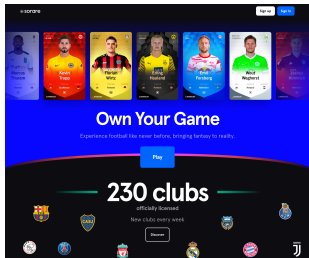 sorare
Sign up
Sign in
Kevin
Trapp
Florian
Wirtz
Erling
Haaland
Emil
Forsberg
Wout
Weghorst
Own Your Game
Experience football like never before, bringing fantasy to reality.
Play
230 clubs
officially licensed
New clubs every week
Discover